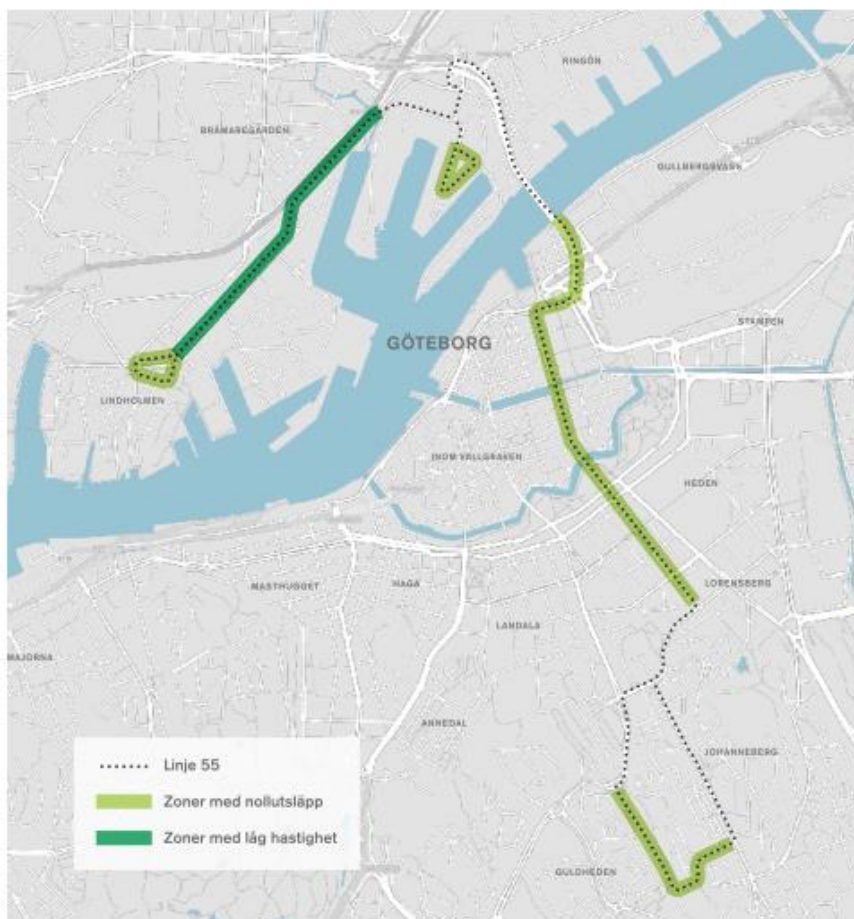 RINGÖN
BRÄMAREGÅRDEN
GULLBERGSVASS
STAMPEN
GÖTEBORG
LINDHOLMEN
INOM VALLGRAVEN
HEDEN
MASTHUGGET
HAGA
LORENSBERG
LANDALA
MAJORNA
ANNEDAL
JOHANNEBERG
Linje 55
Zoner med nollutsläpp
Zoner med låg hastighet
GULDHEDEN